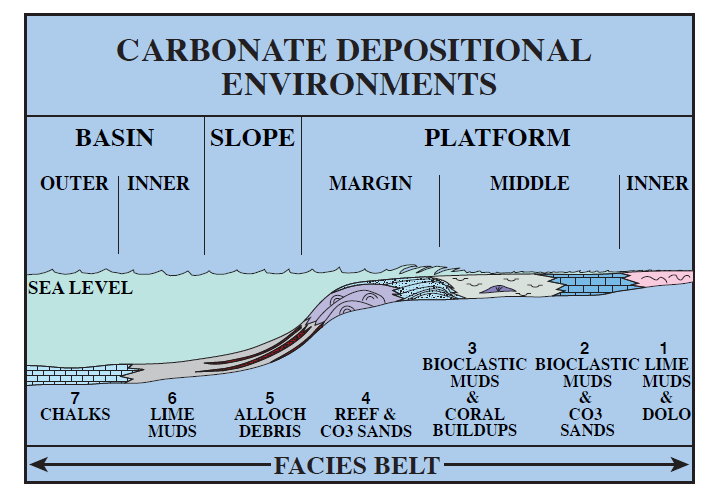 CARBONATE DEPOSITIONAL
ENVIRONMENTS
BASIN SLOPE PLATFORM
OUTER INNER MARGIN MIDDLE INNER
SEA LEVEL
3
BIOCLASTIC
MUDS
&
CORAL
BUILDUPS
2
BIOCLASTIC
MUDS
&
CO3
SANDS
1
LIME
MUDS
&
DOLO
7
CHALKS
6
LIME
MUDS
5
ALLOCH
DEBRIS
4
REEF &
CO3 SANDS
FACIES BELT